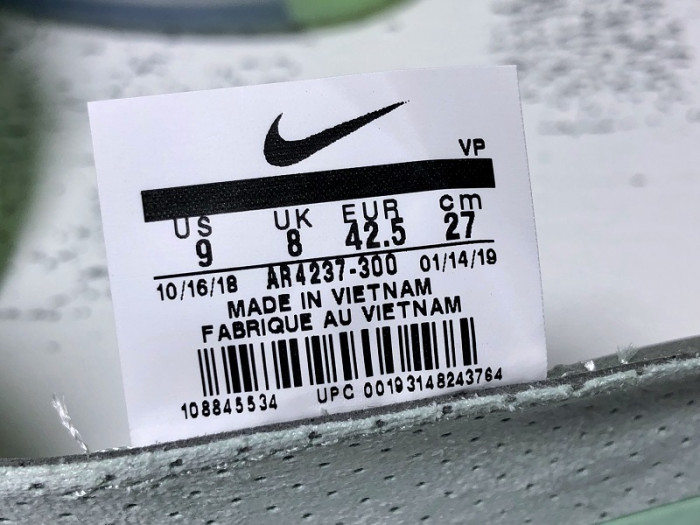 VP
US UK EUR cm
9 8 42.5 27
10/16/18 AR4237-300 01/14/19
MADE IN VIETNAM
FABRIQUE AU VIETNAM
108845534 UPC 00193148243764